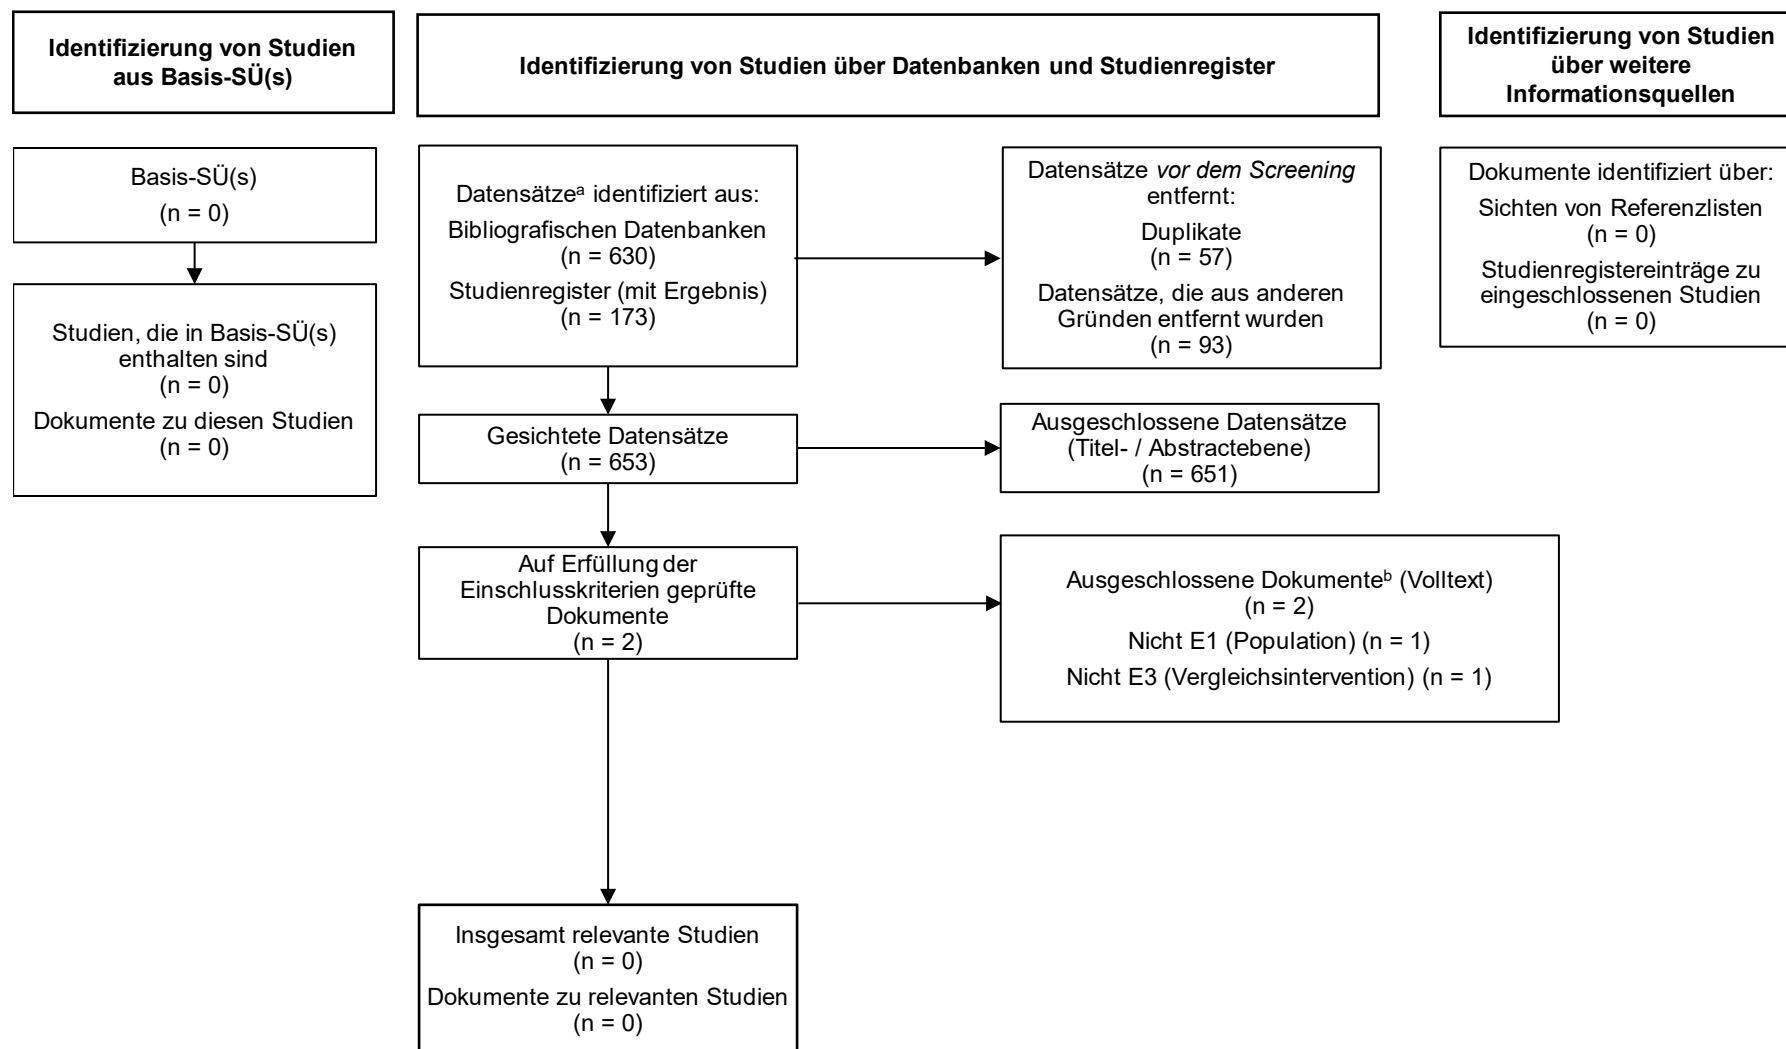 Identifizierung von Studien
aus Basis-SÜ(s)
Identifizierung von Studien über Datenbanken und Studienregister
Identifizierung von Studien
über weitere
Informationsquellen
Basis-SÜ(s)
(n = 0)
Studien, die in Basis-SÜ(s)
enthalten sind
(n = 0)
Dokumente zu diesen Studien
(n = 0)
Datensätzeᵃ identifiziert aus:
Bibliografischen Datenbanken
(n = 630)
Studienregister (mit Ergebnis)
(n = 173)
Datensätze vor dem Screening
entfernt:
Duplikate
(n = 57)
Datensätze, die aus anderen
Gründen entfernt wurden
(n = 93)
Dokumente identifiziert über:
Sichten von Referenzlisten
(n = 0)
Studienregistereinträge zu
eingeschlossenen Studien
(n = 0)
Gesichtete Datensätze
(n = 653)
Ausgeschlossene Datensätze
(Titel- / Abstractebene)
(n = 651)
Auf Erfüllung der
Einschlusskriterien geprüfte
Dokumente
(n = 2)
Ausgeschlossene Dokumenteᵇ (Volltext)
(n = 2)
Nicht E1 (Population) (n = 1)
Nicht E3 (Vergleichsintervention) (n = 1)
Insgesamt relevante Studien
(n = 0)
Dokumente zu relevanten Studien
(n = 0)